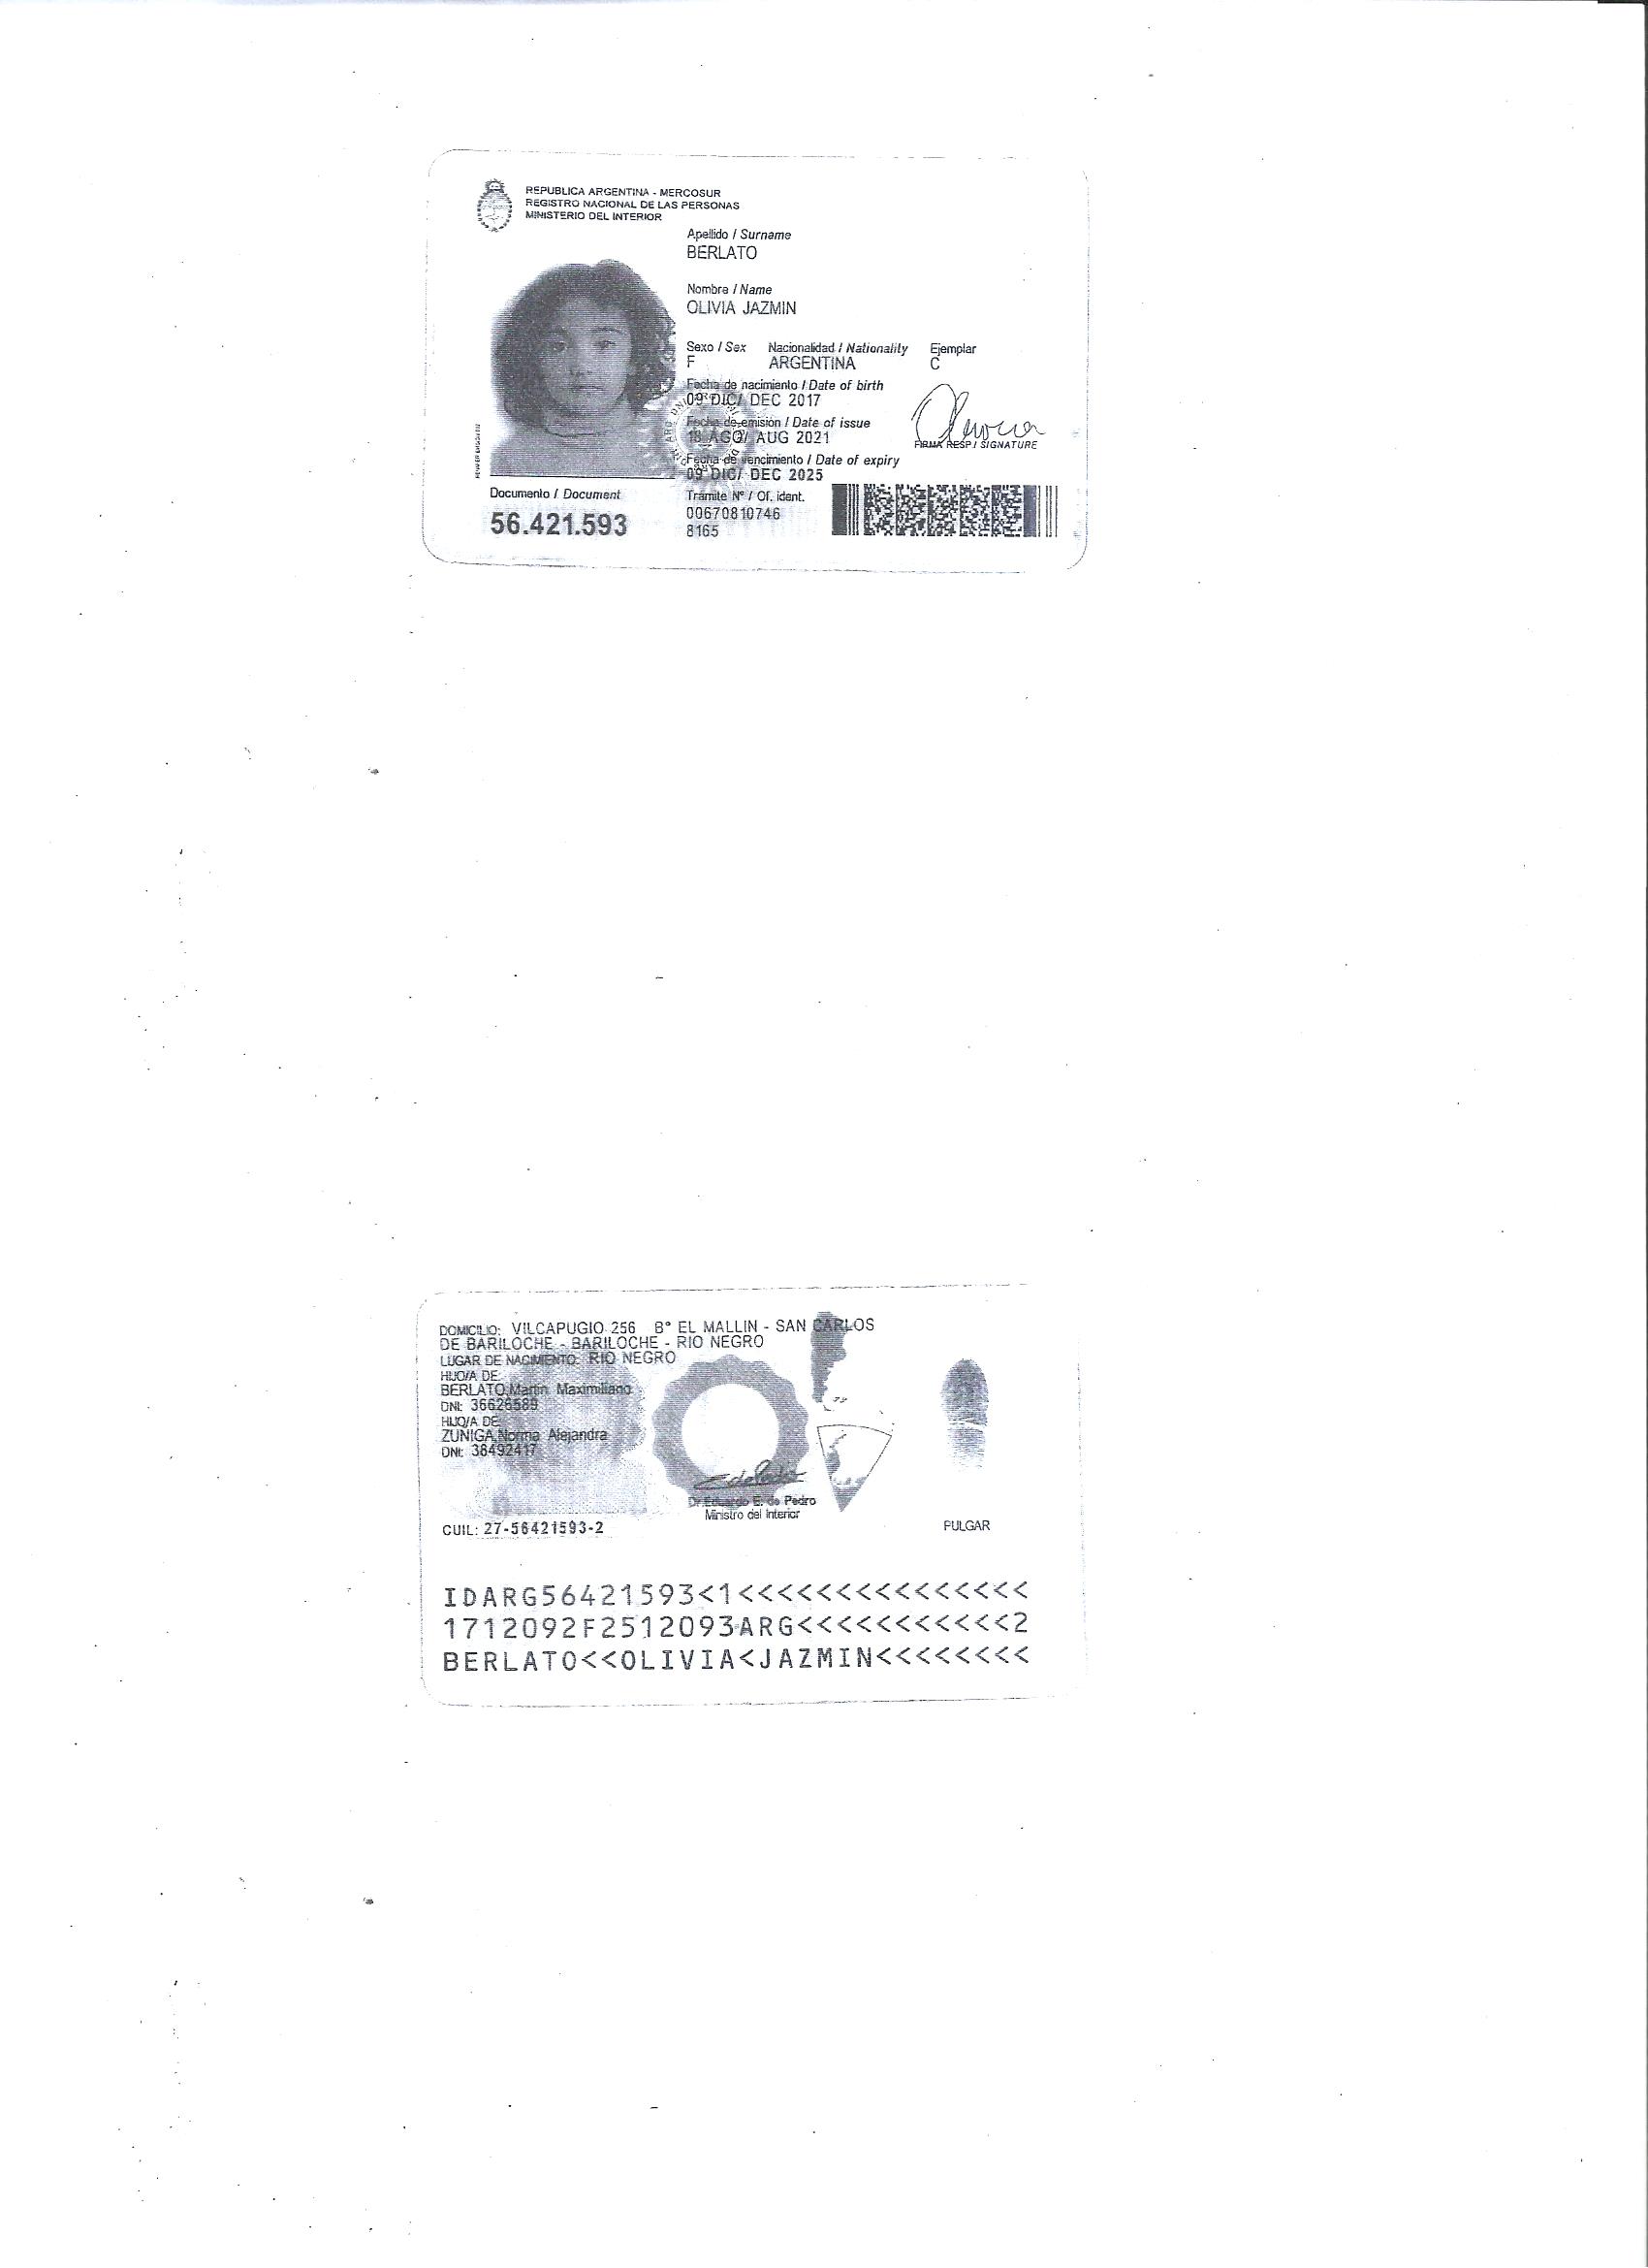 REPUBLICA ARGENTINA - MERCOSUR
REGISTRO NACIONAL DE LAS PERSONAS
MINISTERIO DEL INTERIOR
Apellido / Surname
BERLATO
Nombre / Name
OLIVIA JAZMIN
Sexo / Sex Nacionalidad / Nationality Ejemplar
F ARGENTINA C
Fecha de nacimiento / Date of birth
09 DIC/ DEC 2017
Fecha de emisión / Date of issue
AGO/ AUG 2021
Fecha de vencimiento / Date of expiry
09 DIC/ DEC 2025
FIRMA RESP / SIGNATURE
Documento / Document Tramite N° / Of. ident.
56.421.593 00670810746
8165
DOMICILIO: VILCAPUGIO 256 B° EL MALLIN - SAN CARLOS
DE BARILOCHE - BARILOCHE - RIO NEGRO
LUGAR DE NACIMIENTO: RIO NEGRO
HIJO/A DE:
BERLATO,Martin Maximiliano
DNI: 36626589
HIJO/A DE
ZUNIGA,Norma Alejandra
DNI: 38492417
Dr.Eduardo E. de Pedro
Ministro del Interior
CUIL: 27-56421593-2 PULGAR
IDARG56421593<1<<<<<<<<<<<<<<<
1712092F2512093ARG<<<<<<<<<<<2
BERLATO<<OLIVIA<JAZMIN<<<<<<<<